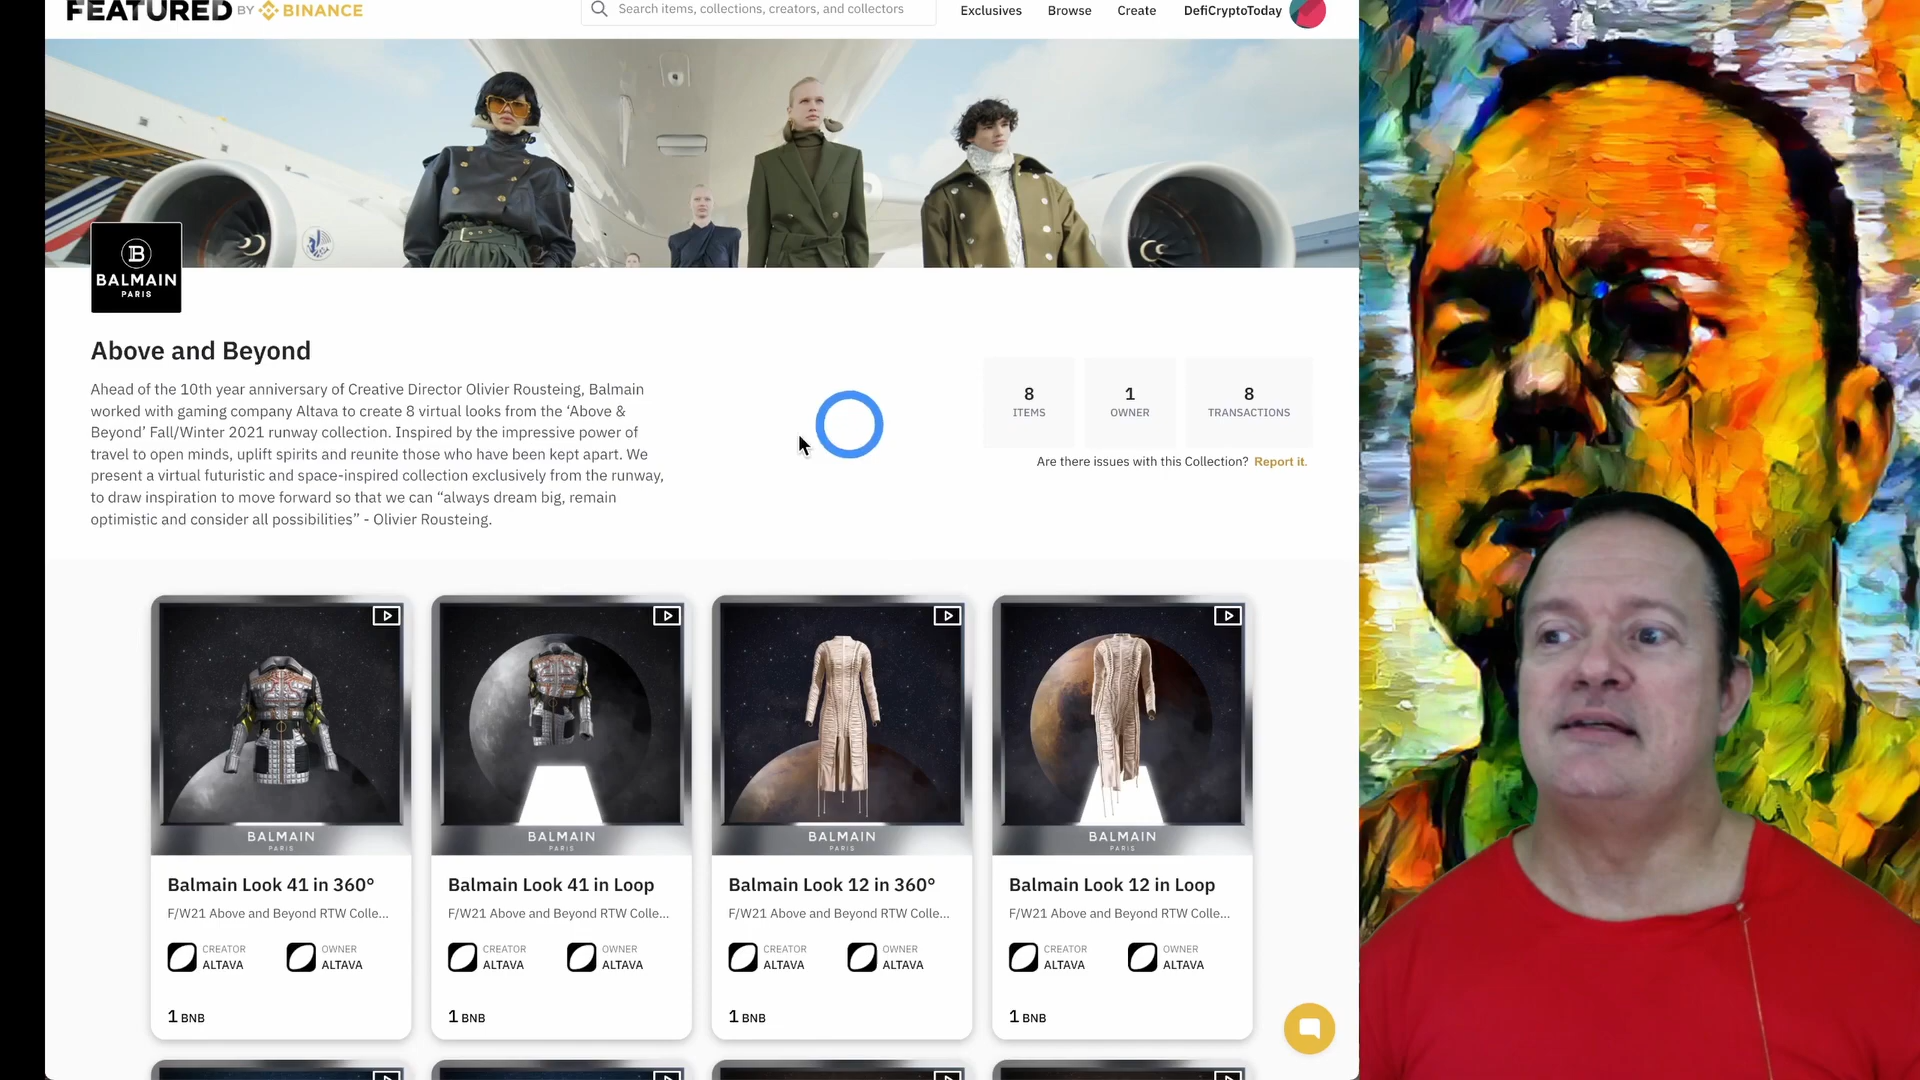 FEATURED BY BINANCE
Search items, collections, creators, and collectors
Exclusives
Browse
Create
DefiCryptoToday
B
BALMAIN
PARIS
Above and Beyond
Ahead of the 10th year anniversary of Creative Director Olivier Rousteing, Balmain
worked with gaming company Altava to create 8 virtual looks from the ‘Above &
Beyond’ Fall/Winter 2021 runway collection. Inspired by the impressive power of
travel to open minds, uplift spirits and reunite those who have been kept apart. We
present a virtual futuristic and space-inspired collection exclusively from the runway,
to draw inspiration to move forward so that we can “always dream big, remain
optimistic and consider all possibilities” - Olivier Rousteing.
8
ITEMS
1
OWNER
8
TRANSACTIONS
Are there issues with this Collection? Report it.
BALMAIN
PARIS
Balmain Look 41 in 360°
F/W21 Above and Beyond RTW Colle...
CREATOR
ALTAVA
OWNER
ALTAVA
1 BNB
BALMAIN
PARIS
Balmain Look 41 in Loop
F/W21 Above and Beyond RTW Colle...
CREATOR
ALTAVA
OWNER
ALTAVA
1 BNB
BALMAIN
PARIS
Balmain Look 12 in 360°
F/W21 Above and Beyond RTW Colle...
CREATOR
ALTAVA
OWNER
ALTAVA
1 BNB
BALMAIN
PARIS
Balmain Look 12 in Loop
F/W21 Above and Beyond RTW Colle...
CREATOR
ALTAVA
OWNER
ALTAVA
1 BNB